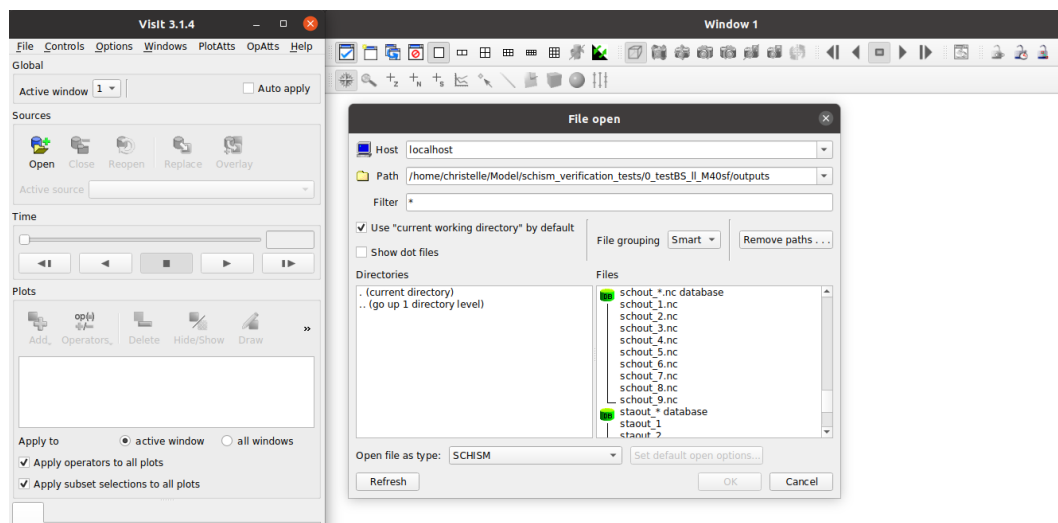 VisIt 3.1.4
File Controls Options Windows PlotAtts OpAtts Help
Global
Active window 1
Auto apply
Sources
Open Close Reopen Replace Overlay
Active source
Time
Plots
op(◦)
+/−
Add Operators Delete Hide/Show Draw
»
Apply to active window all windows
Apply operators to all plots
Apply subset selections to all plots
Window 1
+z +N +s
File open
Host localhost
Path /home/christelle/Model/schism_verification_tests/0_testBS_ll_M40sf/outputs
Filter *
Use "current working directory" by default
Show dot files
File grouping Smart
Remove paths . . .
Directories
. (current directory)
.. (go up 1 directory level)
Files
schout_*.nc database
schout_1.nc
schout_2.nc
schout_3.nc
schout_4.nc
schout_5.nc
schout_6.nc
schout_7.nc
schout_8.nc
schout_9.nc
staout_* database
staout_1
staout_2
Open file as type: SCHISM
Set default open options...
Refresh
OK
Cancel